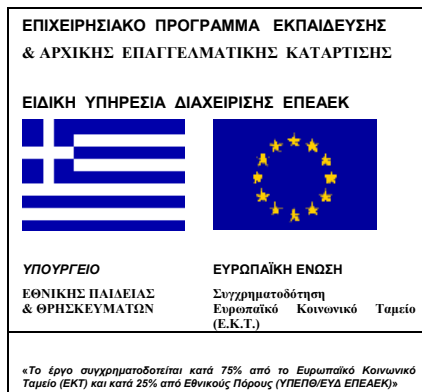 ΕΠΙΧΕΙΡΗΣΙΑΚΟ ΠΡΟΓΡΑΜΜΑ ΕΚΠΑΙΔΕΥΣΗΣ
& ΑΡΧΙΚΗΣ ΕΠΑΓΓΕΛΜΑΤΙΚΗΣ ΚΑΤΑΡΤΙΣΗΣ
ΕΙΔΙΚΗ ΥΠΗΡΕΣΙΑ ΔΙΑΧΕΙΡΙΣΗΣ ΕΠΕΑΕΚ
ΥΠΟΥΡΓΕΙΟ
ΕΘΝΙΚΗΣ ΠΑΙΔΕΙΑΣ
& ΘΡΗΣΚΕΥΜΑΤΩΝ
ΕΥΡΩΠΑΪΚΗ ΕΝΩΣΗ
Συγχρηματοδότηση
Ευρωπαϊκό Κοινωνικό Ταμείο
(Ε.Κ.Τ.)
«Το έργο συγχρηματοδοτείται κατά 75% από το Ευρωπαϊκό Κοινωνικό
Ταμείο (ΕΚΤ) και κατά 25% από Εθνικούς Πόρους (ΥΠΕΠΘ/ΕΥΔ ΕΠΕΑΕΚ)»